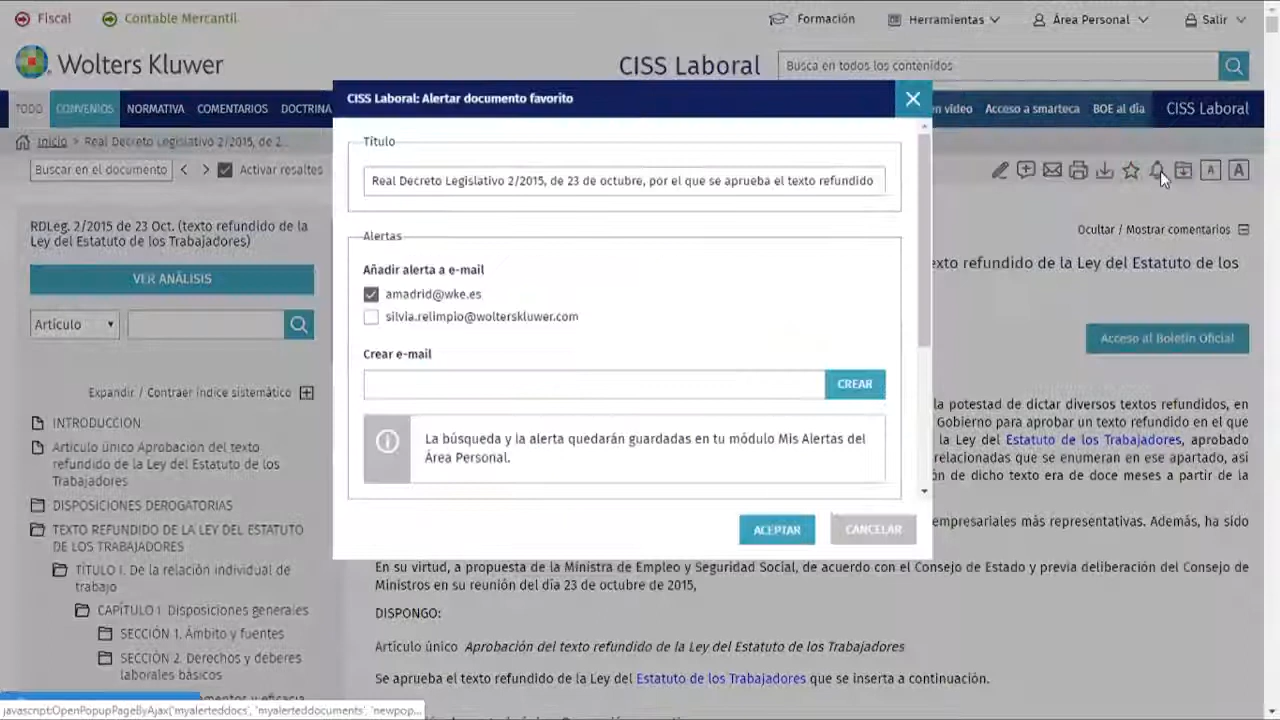 Fiscal
Contable Mercantil
Formación
Herramientas
Área Personal
Salir
Wolters Kluwer
CISS Laboral
Busca en todos los contenidos
TODO
CONVENIOS
NORMATIVA
COMENTARIOS
DOCTRINA
en video
Acceso a smarteca
BOE al día
CISS Laboral
Inicio > Real Decreto Legislativo 2/2015, de 2...
Buscar en el documento
Activar resaltes
A
A
RDLeg. 2/2015 de 23 Oct. (texto refundido de la
Ley del Estatuto de los Trabajadores)
VER ANÁLISIS
Artículo
Expandir / Contraer índice sistemático
INTRODUCCION
Artículo único Aprobación del texto
refundido de la Ley del Estatuto de los
Trabajadores
DISPOSICIONES DEROGATORIAS
TEXTO REFUNDIDO DE LA LEY DEL ESTATUTO
DE LOS TRABAJADORES
TÍTULO I. De la relación individual de
trabajo
CAPÍTULO I. Disposiciones generales
SECCIÓN 1. Ámbito y fuentes
SECCIÓN 2. Derechos y deberes
laborales básicos
y eficacia
javascript:OpenPopupPageByAjax('myalerteddocs', 'myalerteddocuments', 'newpop...
CISS Laboral: Alertar documento favorito
Título
Real Decreto Legislativo 2/2015, de 23 de octubre, por el que se aprueba el texto refundido
Alertas
Añadir alerta a e-mail
amadrid@wke.es
silvia.relimpio@wolterskluwer.com
Crear e-mail
CREAR
La búsqueda y la alerta quedarán guardadas en tu módulo Mis Alertas del
Área Personal.
ACEPTAR
CANCELAR
Ocultar / Mostrar comentarios
texto refundido de la Ley del Estatuto de los
Acceso al Boletín Oficial
la potestad de dictar diversos textos refundidos, en
Gobierno para aprobar un texto refundido en el que
la Ley del Estatuto de los Trabajadores, aprobado
relacionadas que se enumeran en ese apartado, así
de dicho texto era de doce meses a partir de la
empresariales más representativas. Además, ha sido
En su virtud, a propuesta de la Ministra de Empleo y Seguridad Social, de acuerdo con el Consejo de Estado y previa deliberación del Consejo de
Ministros en su reunión del día 23 de octubre de 2015,
DISPONGO:
Artículo único Aprobación del texto refundido de la Ley del Estatuto de los Trabajadores
Se aprueba el texto refundido de la Ley del Estatuto de los Trabajadores que se inserta a continuación.